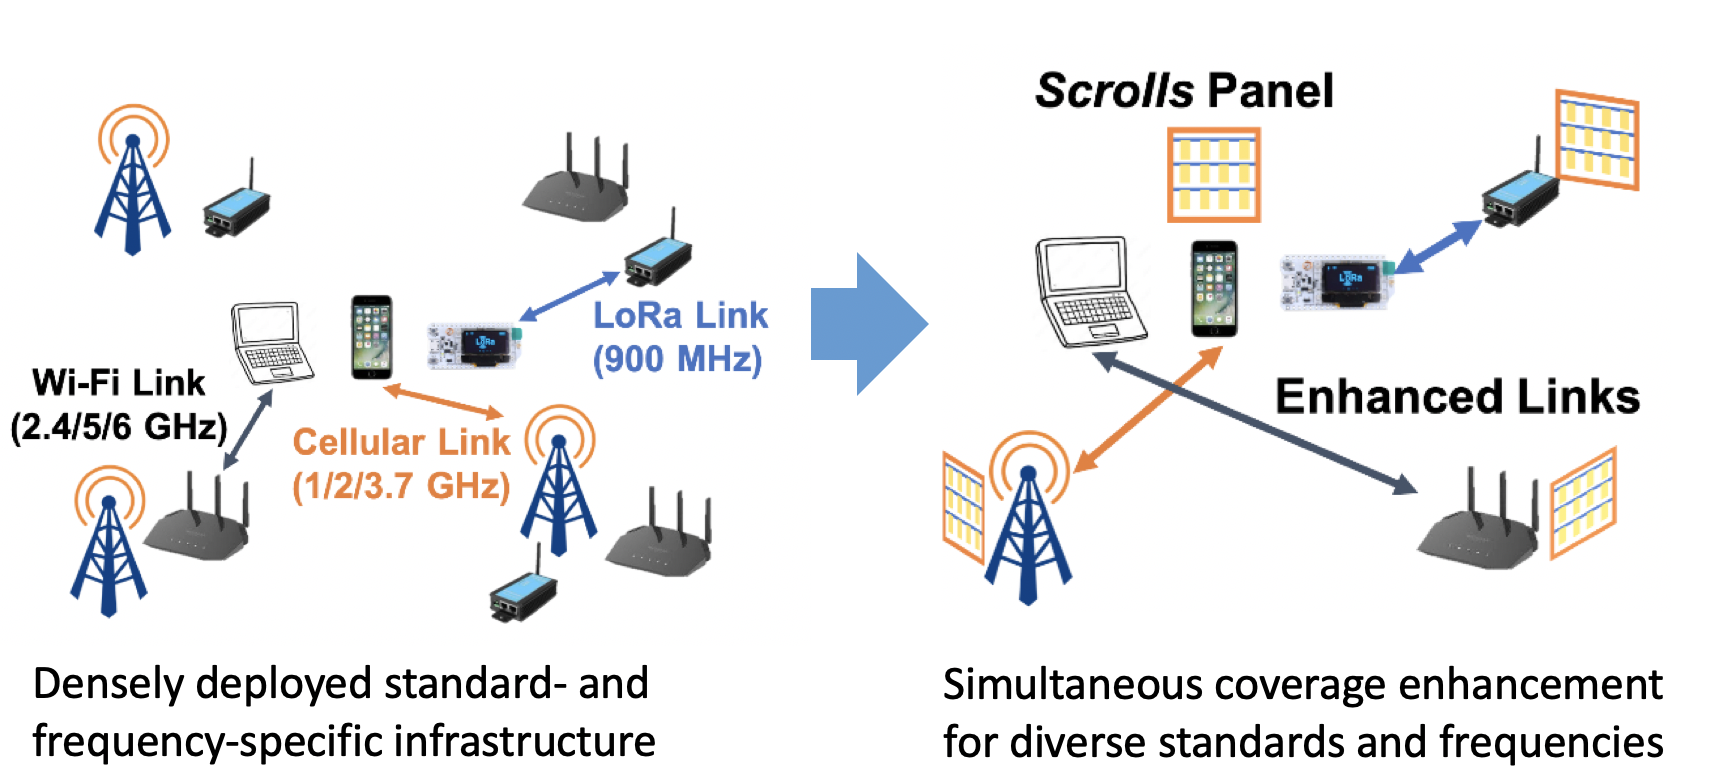 Scrolls Panel
LoRa
LoRa Link
(900 MHz)
Wi-Fi Link
(2.4/5/6 GHz)
Cellular Link
(1/2/3.7 GHz)
LoRa
Enhanced Links
Densely deployed standard- and
frequency-specific infrastructure
Simultaneous coverage enhancement
for diverse standards and frequencies